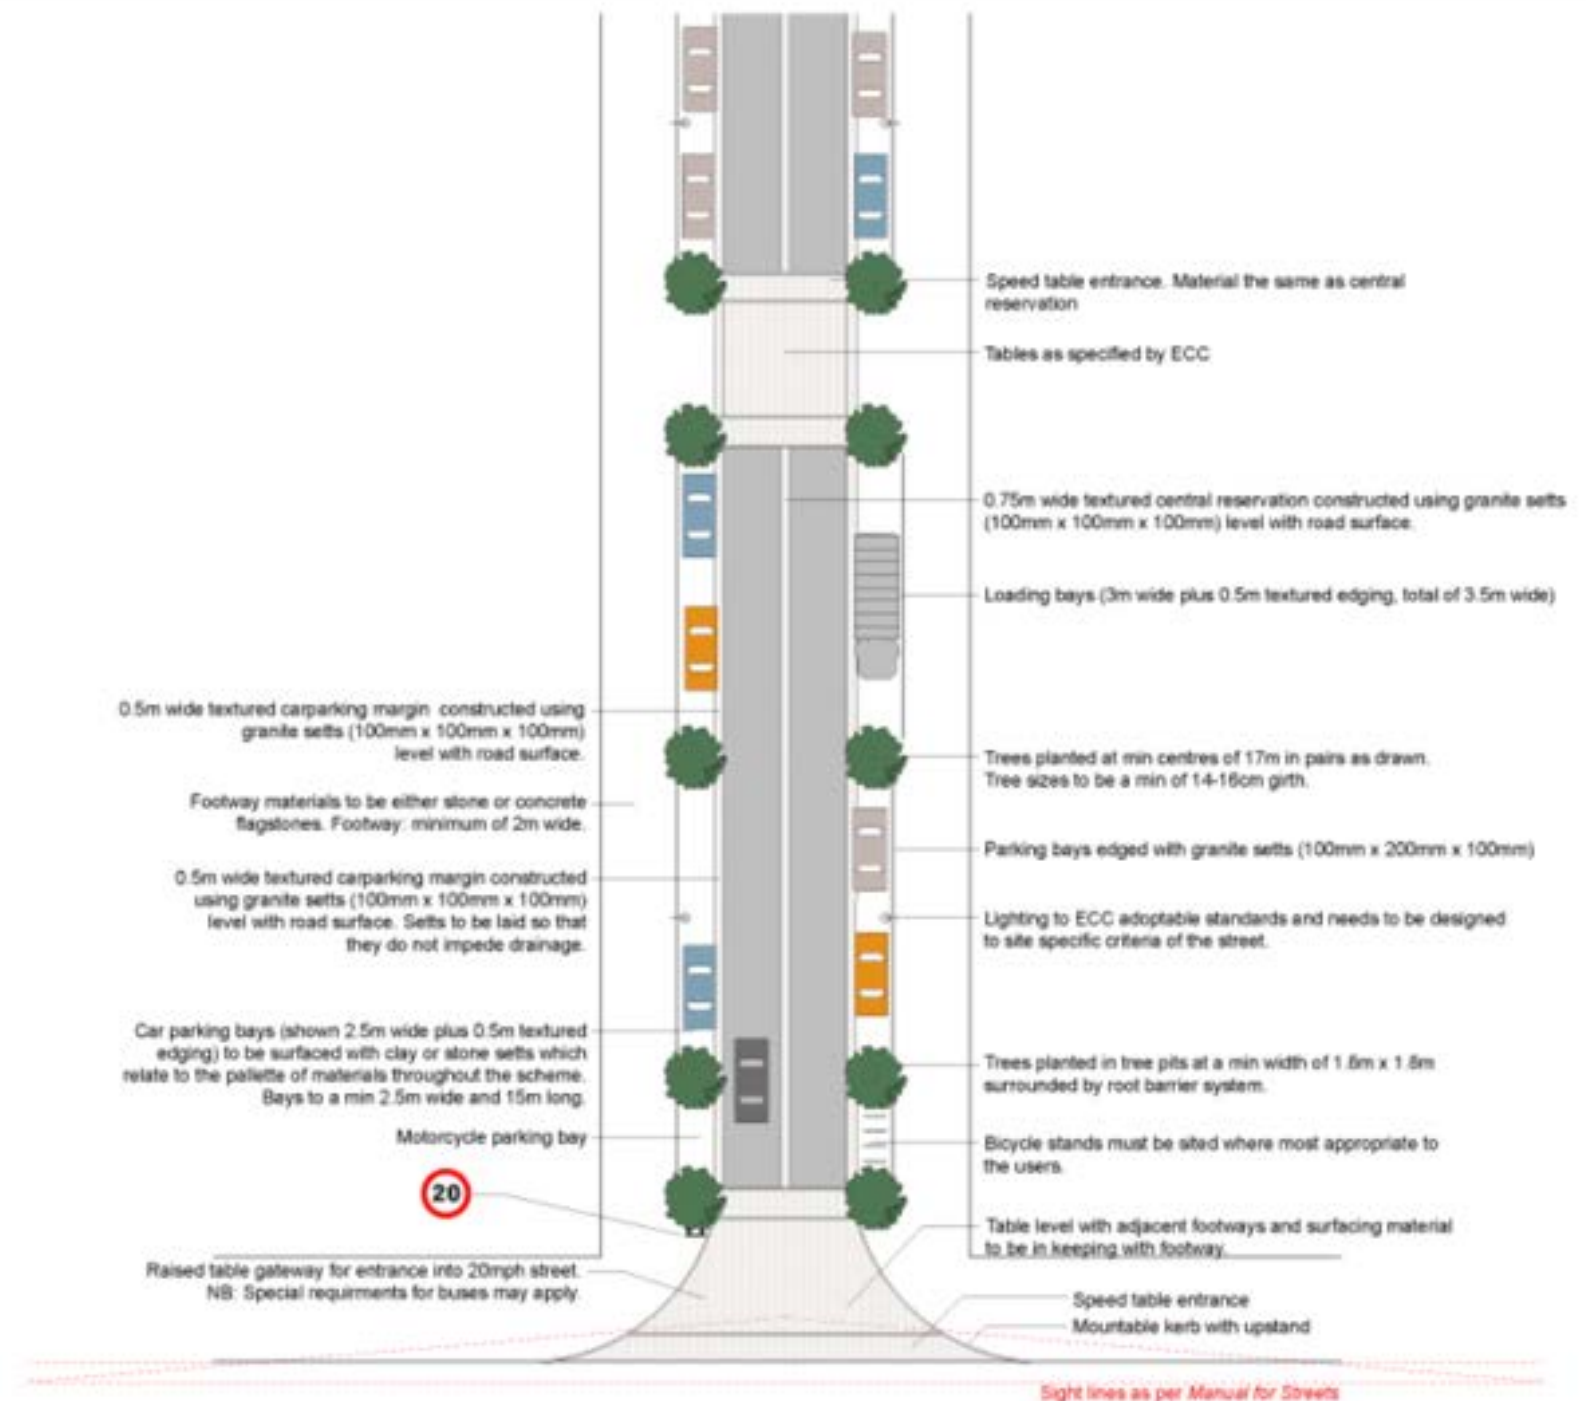 Speed table entrance. Material the same as central
reservation
Tables as specified by ECC
0.75m wide textured central reservation constructed using granite setts
(100mm x 100mm x 100mm) level with road surface.
Loading bays (3m wide plus 0.5m textured edging, total of 3.5m wide)
0.5m wide textured carparking margin constructed using
granite setts (100mm x 100mm x 100mm)
level with road surface.
Trees planted at min centres of 17m in pairs as drawn.
Tree sizes to be a min of 14-16cm girth.
Footway materials to be either stone or concrete
flagstones. Footway: minimum of 2m wide.
Parking bays edged with granite setts (100mm x 200mm x 100mm)
0.5m wide textured carparking margin constructed
using granite setts (100mm x 100mm x 100mm)
level with road surface. Setts to be laid so that
they do not impede drainage.
Lighting to ECC adoptable standards and needs to be designed
to site specific criteria of the street.
Car parking bays (shown 2.5m wide plus 0.5m textured
edging) to be surfaced with clay or stone setts which
relate to the pallette of materials throughout the scheme.
Bays to a min 2.5m wide and 15m long.
Trees planted in tree pits at a min width of 1.8m x 1.8m
surrounded by root barrier system.
Motorcycle parking bay
Bicycle stands must be sited where most appropriate to
the users.
20
Table level with adjacent footways and surfacing material
to be in keeping with footway.
Raised table gateway for entrance into 20mph street.
NB: Special requirments for buses may apply.
Speed table entrance
Mountable kerb with upstand
Sight lines as per Manual for Streets